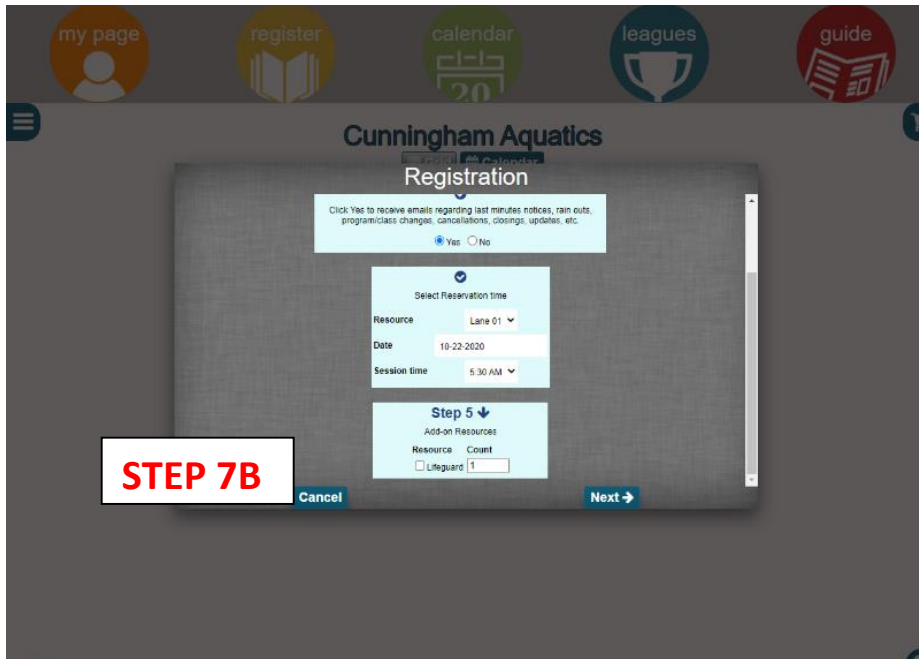 my page register calendar leagues guide
20
Cunningham Aquatics
Grid Calendar
Registration
Click Yes to receive emails regarding last minutes notices, rain outs,
program/class changes, cancellations, closings, updates, etc.
Yes No
Select Reservation time
Resource Lane 01
Date 10-22-2020
Session time 5:30 AM
Step 5
Add-on Resources
Resource Count
Lifeguard 1
STEP 7B
Cancel Next